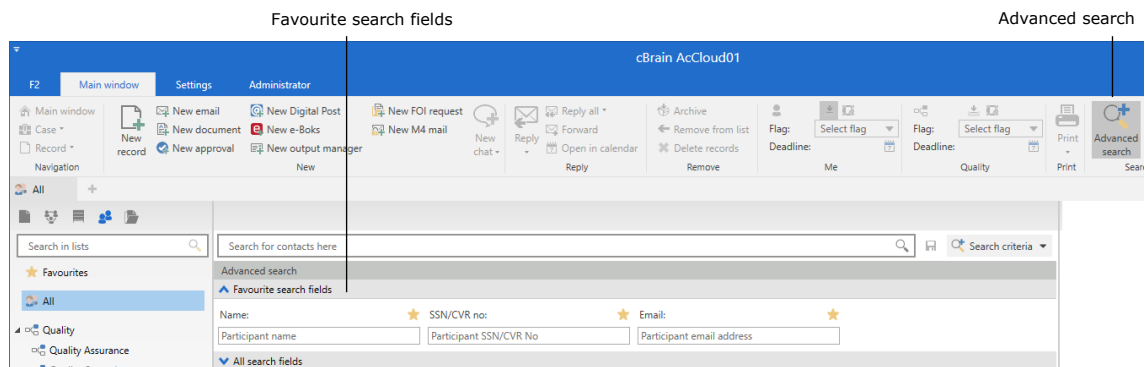 Favourite search fields
Advanced search
cBrain AcCloud01
F2 Main window Settings Administrator
Main window
Case
Record
Navigation
New record
New email
New document
New approval
New Digital Post
New e-Boks
New output manager
New FOI request
New M4 mail
New chat
New
Reply
Reply all
Forward
Open in calendar
Reply
Archive
Remove from list
Delete records
Remove
Flag: Select flag
Deadline:
Me
Flag: Select flag
Deadline:
Quality
Print
Print
Advanced search
All +
Search in lists
Search for contacts here
Search criteria
Favourites
All
Quality
Quality Assurance
Advanced search
Favourite search fields
Name: SSN/CVR no: Email:
Participant name Participant SSN/CVR No Participant email address
All search fields